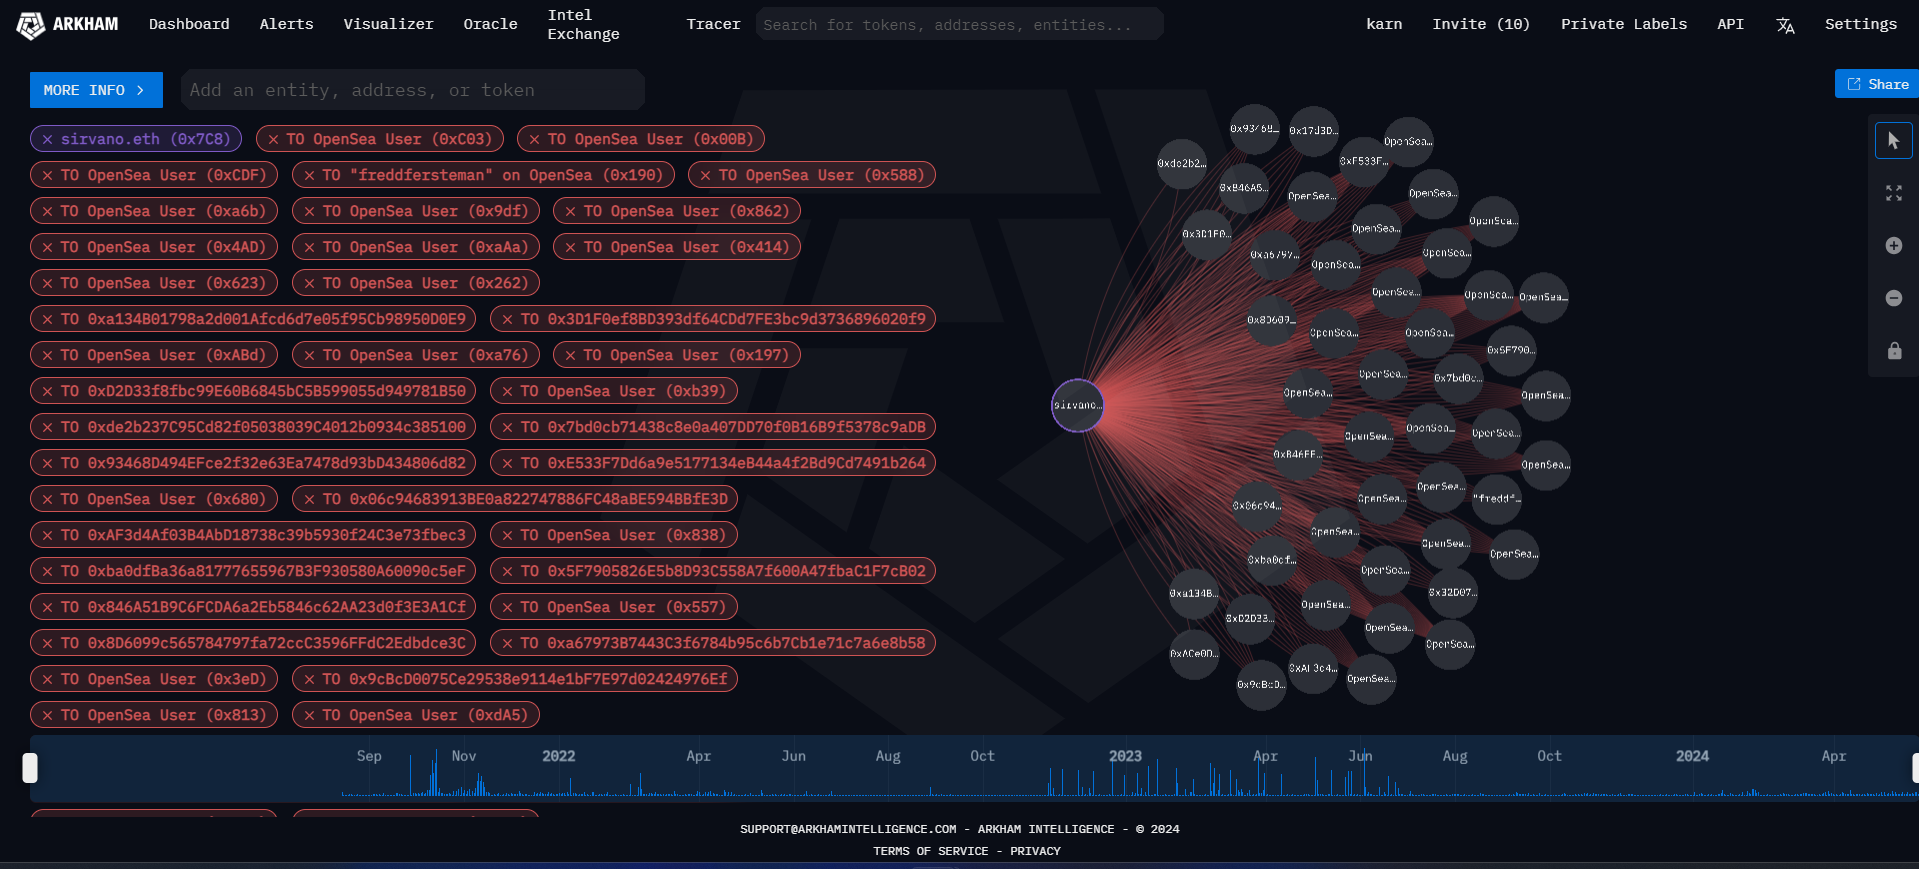 ARKHAM Dashboard Alerts Visualizer Oracle Intel Exchange Tracer Search for tokens, addresses, entities... karn Invite (10) Private Labels API Settings
MORE INFO > Add an entity, address, or token Share
× sirvano.eth (0x7C8) × TO OpenSea User (0xC03) × TO OpenSea User (0x00B)
× TO OpenSea User (0xCDF) × TO "freddfersteman" on OpenSea (0x190) × TO OpenSea User (0x588)
× TO OpenSea User (0xa6b) × TO OpenSea User (0x9df) × TO OpenSea User (0x862)
× TO OpenSea User (0x4AD) × TO OpenSea User (0xaAa) × TO OpenSea User (0x414)
× TO OpenSea User (0x623) × TO OpenSea User (0x262)
× TO 0xa134B01798a2d001Afcd6d7e05f95Cb98950D0E9 × TO 0x3D1F0ef8BD393df64CDd7FE3bc9d3736896020f9
× TO OpenSea User (0xABd) × TO OpenSea User (0xa76) × TO OpenSea User (0x197)
× TO 0xD2D33f8fbc99E60B6845bC5B599055d949781B50 × TO OpenSea User (0xb39)
× TO 0xde2b237C95Cd82f05038039C4012b0934c385100 × TO 0x7bd0cb71438c8e0a407DD70f0B16B9f5378c9aDB
× TO 0x93468D494EFce2f32e63Ea7478d93bD434806d82 × TO 0xE533F7Dd6a9e5177134eB44a4f2Bd9Cd7491b264
× TO OpenSea User (0x680) × TO 0x06c94683913BE0a822747886FC48aBE594BBfE3D
× TO 0xAF3d4Af03B4AbD18738c39b5930f24C3e73fbec3 × TO OpenSea User (0x838)
× TO 0xba0dfBa36a81777655967B3F930580A60090c5eF × TO 0x5F7905826E5b8D93C558A7f600A47fbaC1F7cB02
× TO 0x846A51B9C6FCDA6a2Eb5846c62AA23d0f3E3A1Cf × TO OpenSea User (0x557)
× TO 0x8D6099c565784797fa72ccC3596FFdC2Edbdce3C × TO 0xa67973B7443C3f6784b95c6b7Cb1e71c7a6e8b58
× TO OpenSea User (0x3eD) × TO 0x9cBcD0075Ce29538e9114e1bF7E97d02424976Ef
× TO OpenSea User (0x813) × TO OpenSea User (0xdA5)
0x17d3D...
OpenSea...
0xde2b2...
OpenSea...
OpenSea...
OpenSea...
OpenSea...
0x3D1F0...
OpenSea...
0xa6797...
OpenSea...
OpenSea...
OpenSea...
OpenSea...
0x8D609...
OpenSea...
OpenSea...
0x5F790...
OpenSea...
0x7bd0c...
OpenSea...
OpenSea...
sirvano...
OpenSea...
OpenSea...
OpenSea...
OpenSea...
OpenSea...
OpenSea...
"freddf...
0x06c94...
OpenSea...
OpenSea...
OpenSea...
0xba0df...
OpenSea...
0xa134B...
OpenSea...
0xD2D33...
OpenSea...
OpenSea...
0xACe0D...
0xAF3d4...
OpenSea...
0x9cBcD...
Sep Nov 2022 Apr Jun Aug Oct 2023 Apr Jun Aug Oct 2024 Apr
SUPPORT@ARKHAMINTELLIGENCE.COM - ARKHAM INTELLIGENCE - © 2024
TERMS OF SERVICE - PRIVACY